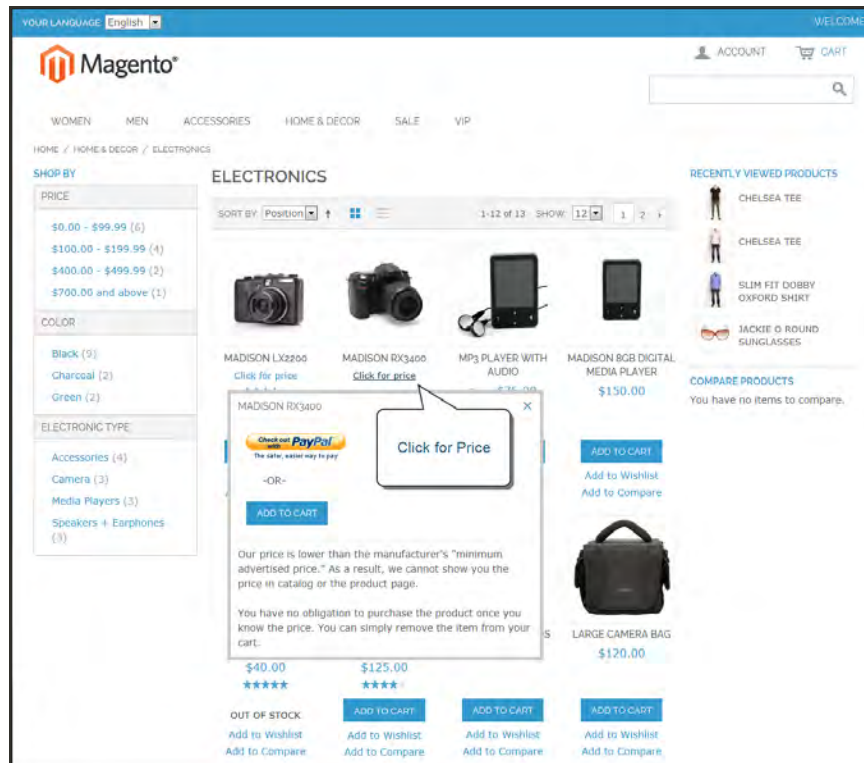 YOUR LANGUAGE: English
WELCOME
Magento®
ACCOUNT
CART
WOMEN MEN ACCESSORIES HOME & DECOR SALE VIP
HOME / HOME & DECOR / ELECTRONICS
SHOP BY
PRICE
$0.00 - $99.99 (6)
$100.00 - $199.99 (4)
$400.00 - $499.99 (2)
$700.00 and above (1)
COLOR
Black (9)
Charcoal (2)
Green (2)
ELECTRONIC TYPE
Accessories (4)
Camera (3)
Media Players (3)
Speakers + Earphones
(3)
ELECTRONICS
SORT BY Position
1-12 of 13 SHOW 12 1 2
MADISON LX2200
Click for price
MADISON RX3400
Click for price
MP3 PLAYER WITH
AUDIO
MADISON 8GB DIGITAL
MEDIA PLAYER
$150.00
ADD TO CART
Add to Wishlist
Add to Compare
Click for Price
MADISON RX3400
Check out
with PayPal
The safer, easier way to pay
-OR-
ADD TO CART
Our price is lower than the manufacturer's "minimum
advertised price." As a result, we cannot show you the
price in catalog or the product page.
You have no obligation to purchase the product once you
know the price. You can simply remove the item from your
cart.
$40.00
OUT OF STOCK
Add to Wishlist
Add to Compare
$125.00
ADD TO CART
Add to Wishlist
Add to Compare
S
ADD TO CART
Add to Wishlist
Add to Compare
LARGE CAMERA BAG
$120.00
ADD TO CART
Add to Wishlist
Add to Compare
RECENTLY VIEWED PRODUCTS
CHELSEA TEE
CHELSEA TEE
SLIM FIT DOBBY
OXFORD SHIRT
JACKIE O ROUND
SUNGLASSES
COMPARE PRODUCTS
You have no items to compare.